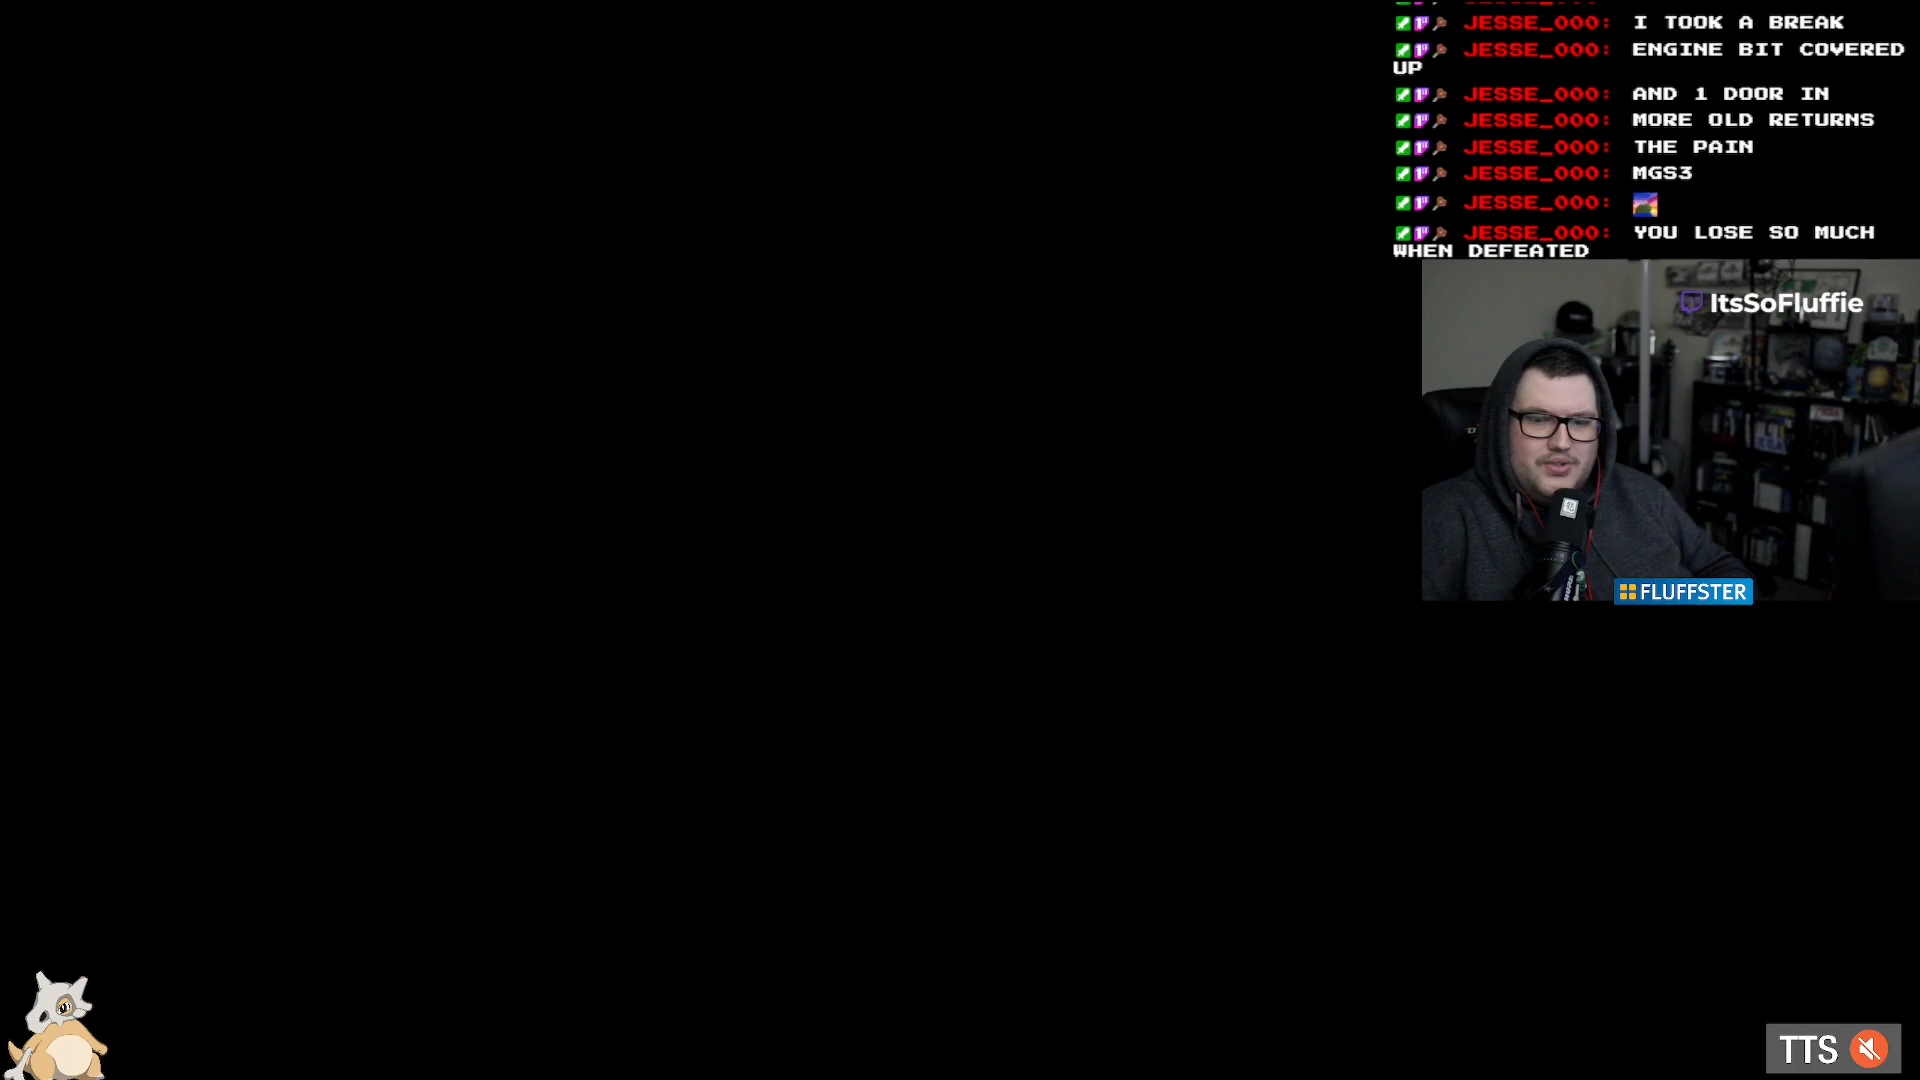 JESSE_000: I TOOK A BREAK
JESSE_000: ENGINE BIT COVERED
UP
JESSE_000: AND 1 DOOR IN
JESSE_000: MORE OLD RETURNS
JESSE_000: THE PAIN
JESSE_000: MGS3
JESSE_000:
JESSE_000: YOU LOSE SO MUCH
WHEN DEFEATED
ItsSoFluffie
FLUFFSTER
TTS